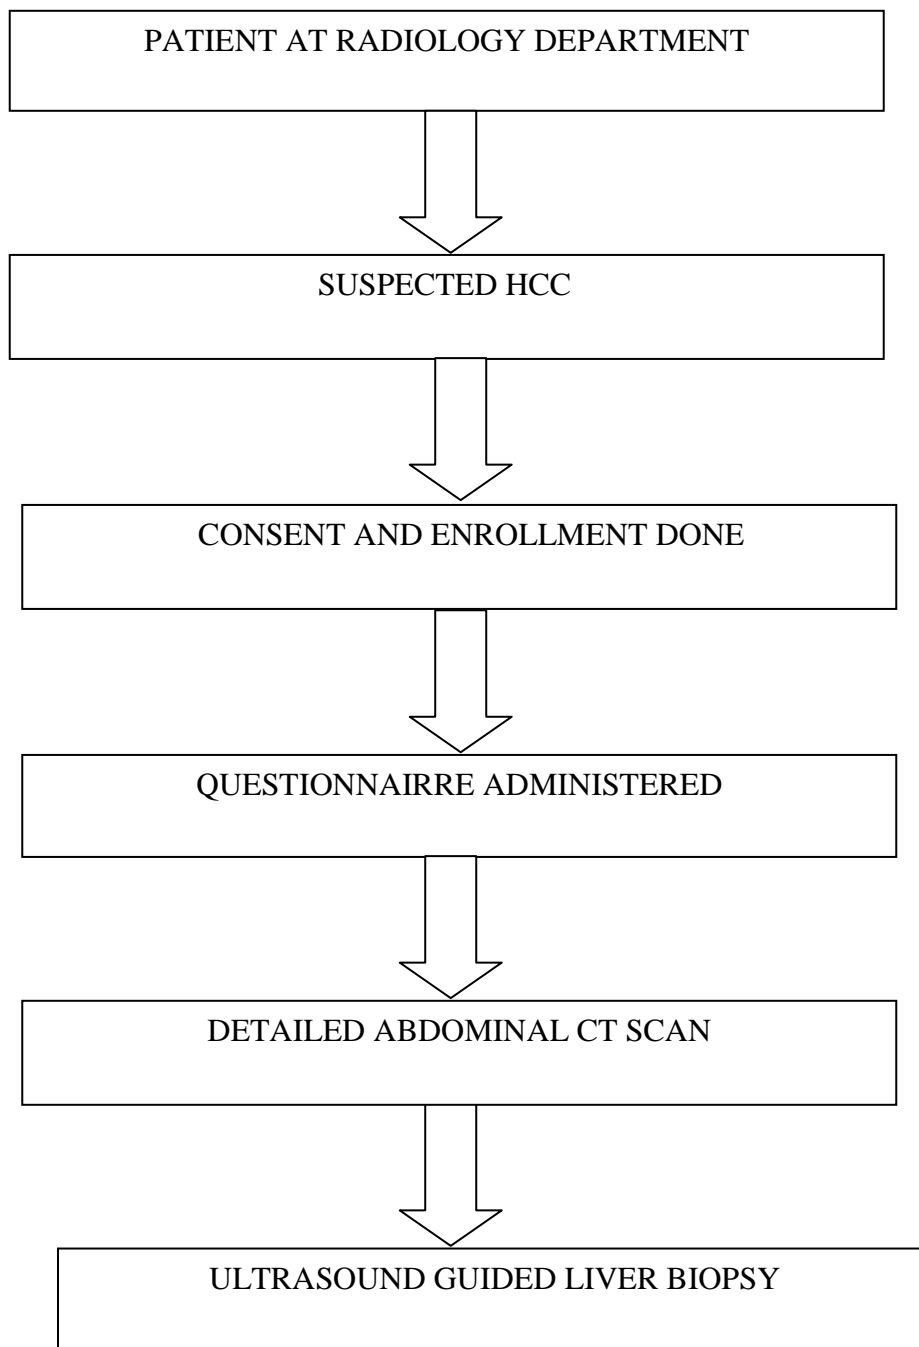 PATIENT AT RADIOLOGY DEPARTMENT
SUSPECTED HCC
CONSENT AND ENROLLMENT DONE
QUESTIONNAIRRE ADMINISTERED
DETAILED ABDOMINAL CT SCAN
ULTRASOUND GUIDED LIVER BIOPSY